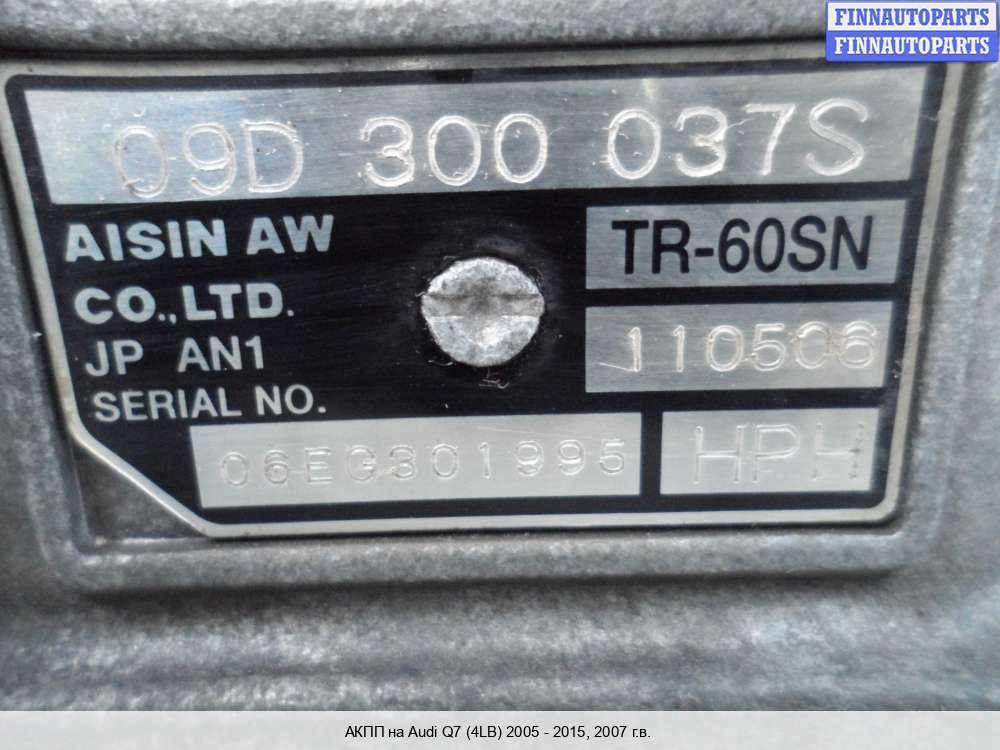 FINNAUTOPARTS
FINNAUTOPARTS
09D 300 037S
AISIN AW
CO.,LTD.
JP AN1
SERIAL NO.
TR-60SN
110506
06EG301995
HPH
АКПП на Audi Q7 (4LB) 2005 - 2015, 2007 г.в.